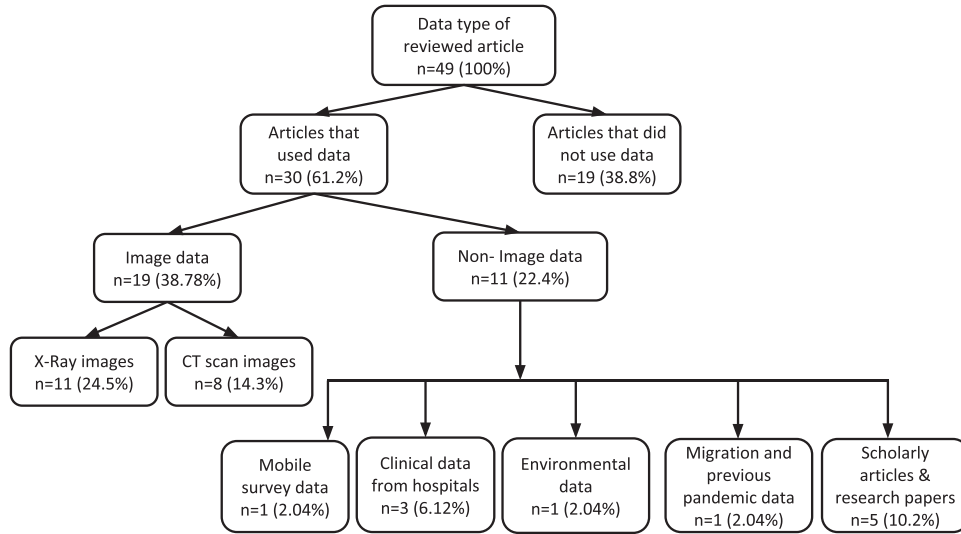 Data type of
reviewed article
n=49 (100%)
Articles that
used data
n=30 (61.2%)
Articles that did
not use data
n=19 (38.8%)
Image data
n=19 (38.78%)
Non- Image data
n=11 (22.4%)
X-Ray images
n=11 (24.5%)
CT scan images
n=8 (14.3%)
Mobile
survey data
n=1 (2.04%)
Clinical data
from hospitals
n=3 (6.12%)
Environmental
data
n=1 (2.04%)
Migration and
previous
pandemic data
n=1 (2.04%)
Scholarly
articles &
research papers
n=5 (10.2%)